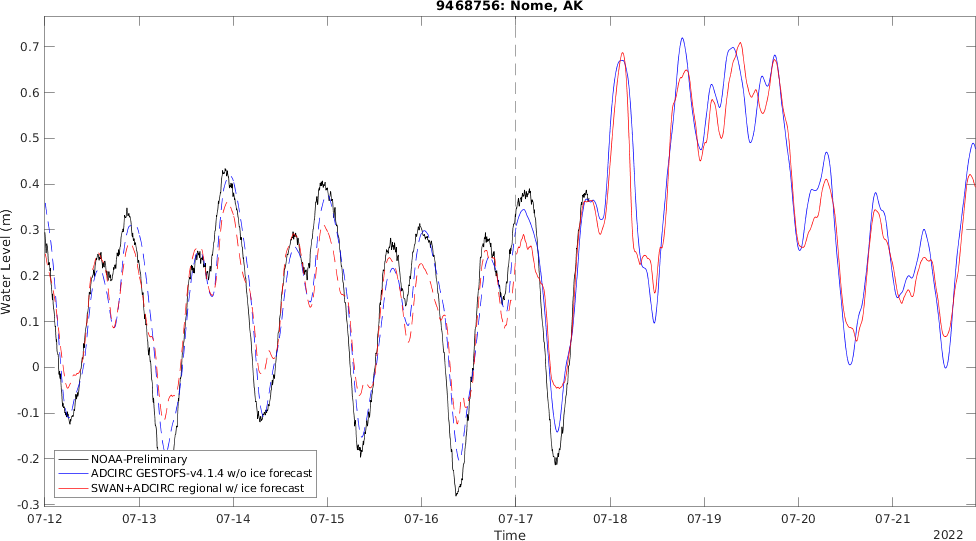 9468756: Nome, AK
0.7
0.6
0.5
0.4
0.3
0.2
0.1
0
-0.1
-0.2
-0.3
Water Level (m)
NOAA-Preliminary
ADCIRC GESTOFS-v4.1.4 w/o ice forecast
SWAN+ADCIRC regional w/ ice forecast
07-12 07-13 07-14 07-15 07-16 07-17 07-18 07-19 07-20 07-21
Time
2022